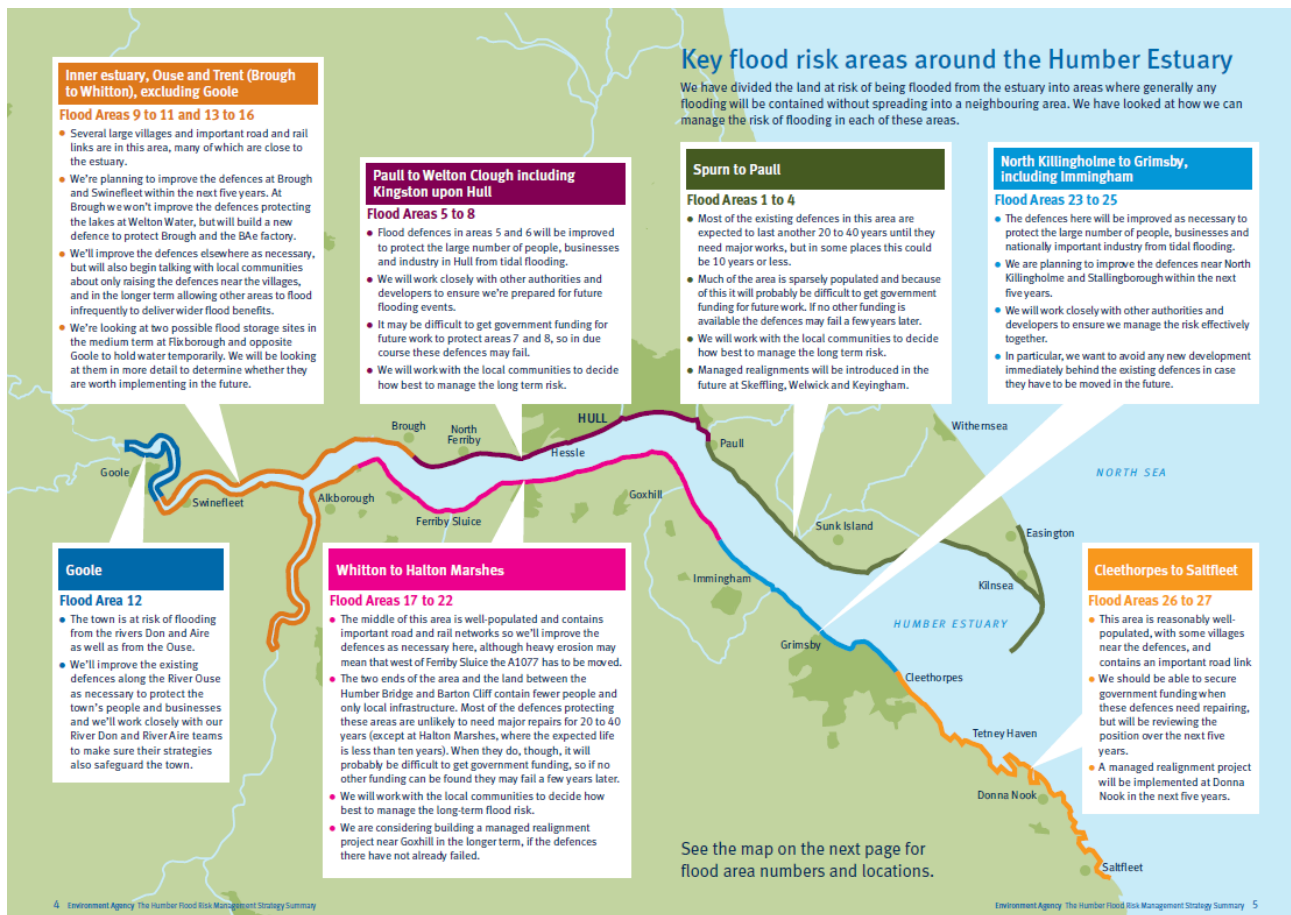 Key flood risk areas around the Humber Estuary
We have divided the land at risk of being flooded from the estuary into areas where generally any
flooding will be contained without spreading into a neighbouring area. We have looked at how we can
manage the risk of flooding in each of these areas.
Inner estuary, Ouse and Trent (Brough
to Whitton), excluding Goole
Flood Areas 9 to 11 and 13 to 16
• Several large villages and important road and rail
links are in this area, many of which are close to
the estuary.
• We're planning to improve the defences at Brough
and Swinefleet within the next five years. At
Brough we won't improve the defences protecting
the lakes at Welton Water, but will build a new
defence to protect Brough and the BAe factory.
• We'll improve the defences elsewhere as necessary,
but will also begin talking with local communities
about only raising the defences near the villages,
and in the longer term allowing other areas to flood
infrequently to deliver wider flood benefits.
• We're looking at two possible flood storage sites in
the medium term at Flixborough and opposite
Goole to hold water temporarily. We will be looking
at them in more detail to determine whether they
are worth implementing in the future.
Paull to Welton Clough including
Kingston upon Hull
Flood Areas 5 to 8
• Flood defences in areas 5 and 6 will be improved
to protect the large number of people, businesses
and industry in Hull from tidal flooding.
• We will work closely with other authorities and
developers to ensure we're prepared for future
flooding events.
• It may be difficult to get government funding for
future work to protect areas 7 and 8, so in due
course these defences may fail.
• We will work with the local communities to decide
how best to manage the long term risk.
Spurn to Paull
Flood Areas 1 to 4
• Most of the existing defences in this area are
expected to last another 20 to 40 years until they
need major works, but in some places this could
be 10 years or less.
• Much of the area is sparsely populated and because
of this it will probably be difficult to get government
funding for future work. If no other funding is
available the defences may fail a few years later.
• We will work with the local communities to decide
how best to manage the long term risk.
• Managed realignments will be introduced in the
future at Skeffling, Welwick and Keyingham.
North Killingholme to Grimsby,
including Immingham
Flood Areas 23 to 25
• The defences here will be improved as necessary to
protect the large number of people, businesses and
nationally important industry from tidal flooding.
• We are planning to improve the defences near North
Killingholme and Stallingborough within the next
five years.
• We will work closely with other authorities and
developers to ensure we manage the risk effectively
together.
• In particular, we want to avoid any new development
immediately behind the existing defences in case
they have to be moved in the future.
HULL
Brough
North
Ferriby
Hessle
Paull
Withernsea
NORTH SEA
Goole
Swinefleet
Alkborough
Ferriby Sluice
Goxhill
Sunk Island
Easington
Immingham
Kilnsea
HUMBER ESTUARY
Grimsby
Cleethorpes
Tetney Haven
Donna Nook
Saltfleet
Goole
Flood Area 12
• The town is at risk of flooding
from the rivers Don and Aire
as well as from the Ouse.
• We'll improve the existing
defences along the River Ouse
as necessary to protect the
town's people and businesses
and we'll work closely with our
River Don and River Aire teams
to make sure their strategies
also safeguard the town.
Whitton to Halton Marshes
Flood Areas 17 to 22
• The middle of this area is well-populated and contains
important road and rail networks so we'll improve the
defences as necessary here, although heavy erosion may
mean that west of Ferriby Sluice the A1077 has to be moved.
• The two ends of the area and the land between the
Humber Bridge and Barton Cliff contain fewer people and
only local infrastructure. Most of the defences protecting
these areas are unlikely to need major repairs for 20 to 40
years (except at Halton Marshes, where the expected life
is less than ten years). When they do, though, it will
probably be difficult to get government funding, so if no
other funding can be found they may fail a few years later.
• We will work with the local communities to decide how
best to manage the long-term flood risk.
• We are considering building a managed realignment
project near Goxhill in the longer term, if the defences
there have not already failed.
Cleethorpes to Saltfleet
Flood Areas 26 to 27
• This area is reasonably well-
populated, with some villages
near the defences, and
contains an important road link
• We should be able to secure
government funding when
these defences need repairing,
but will be reviewing the
position over the next five
years.
• A managed realignment project
will be implemented at Donna
Nook in the next five years.
See the map on the next page for
flood area numbers and locations.
4 Environment Agency The Humber Flood Risk Management Strategy Summary
Environment Agency The Humber Flood Risk Management Strategy Summary 5